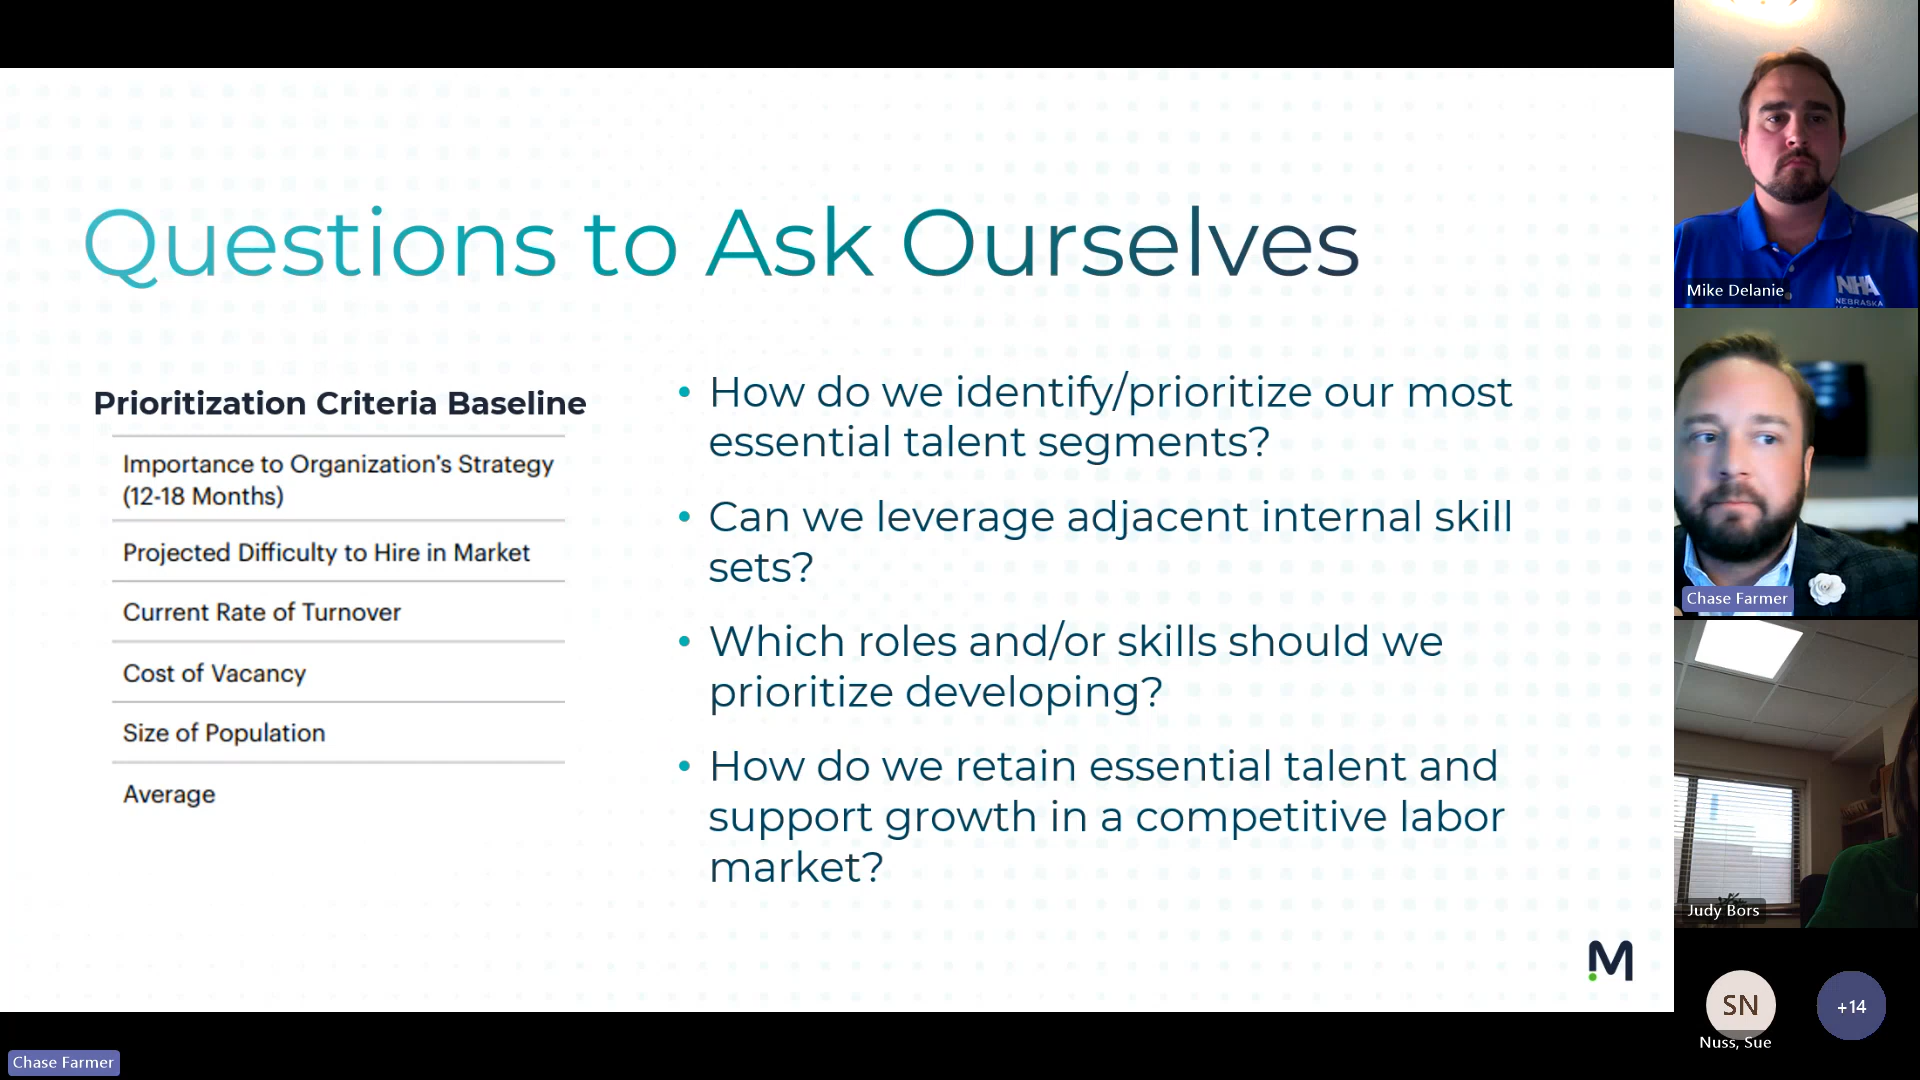 Questions to Ask Ourselves
Prioritization Criteria Baseline
Importance to Organization's Strategy
(12-18 Months)
Projected Difficulty to Hire in Market
Current Rate of Turnover
Cost of Vacancy
Size of Population
Average
• How do we identify/prioritize our most
essential talent segments?
• Can we leverage adjacent internal skill
sets?
• Which roles and/or skills should we
prioritize developing?
• How do we retain essential talent and
support growth in a competitive labor
market?
M
Chase Farmer
NHA
NEBRASKA
Mike Delanie
Chase Farmer
Judy Bors
SN
Nuss, Sue
+14